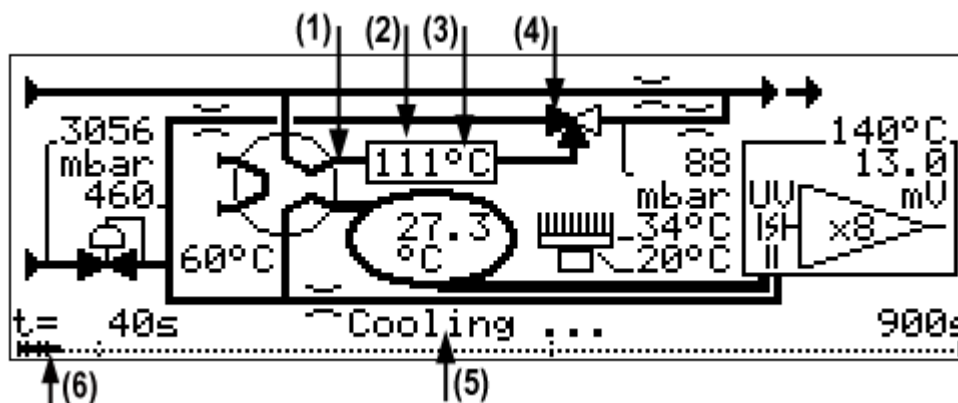 (1) (2) (3) (4)
3056 140°C
mbar 111°C 88 13.0
460 mbar UV mV
27.3 -34°C x8
60°C °C 20°C
t= 40s Cooling ... 900s
(6) (5)